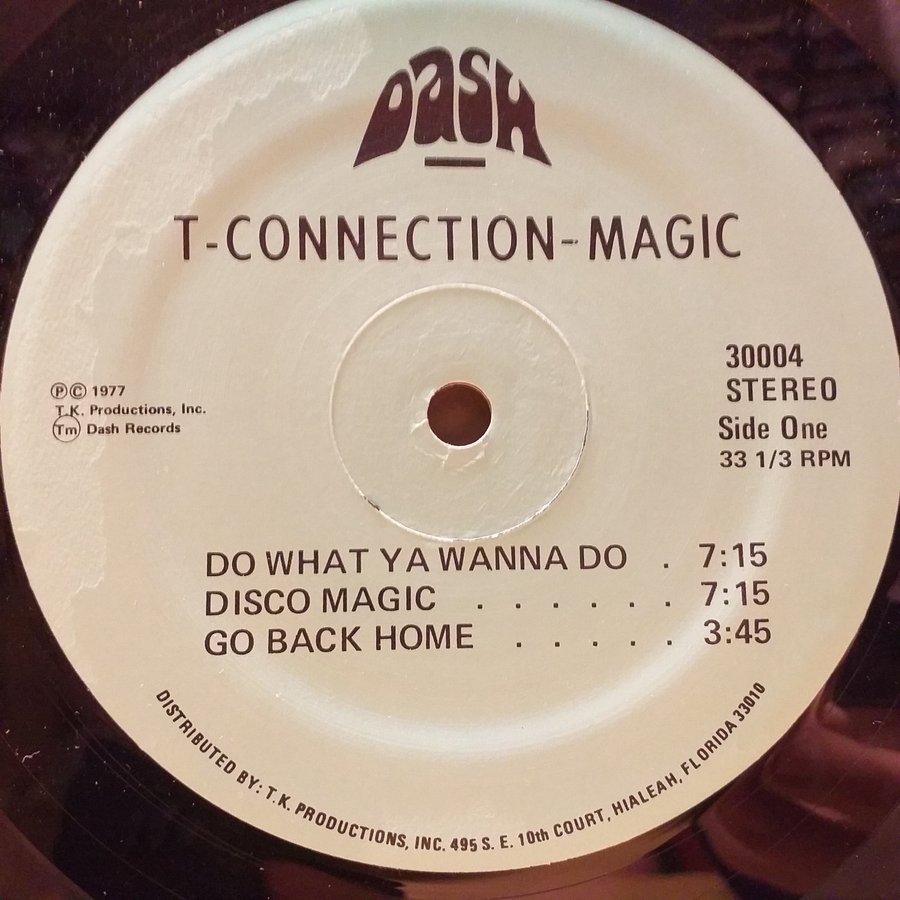 Dash
T-CONNECTION-MAGIC
30004
STEREO
Side One
33 1/3 RPM
Ⓟ© 1977
T.K. Productions, Inc.
Tm Dash Records
DO WHAT YA WANNA DO . 7:15
DISCO MAGIC . . . . . . 7:15
GO BACK HOME . . . . . 3:45
DISTRIBUTED BY: T.K. PRODUCTIONS, INC. 495 S. E. 10th COURT, HIALEAH, FLORIDA 33010